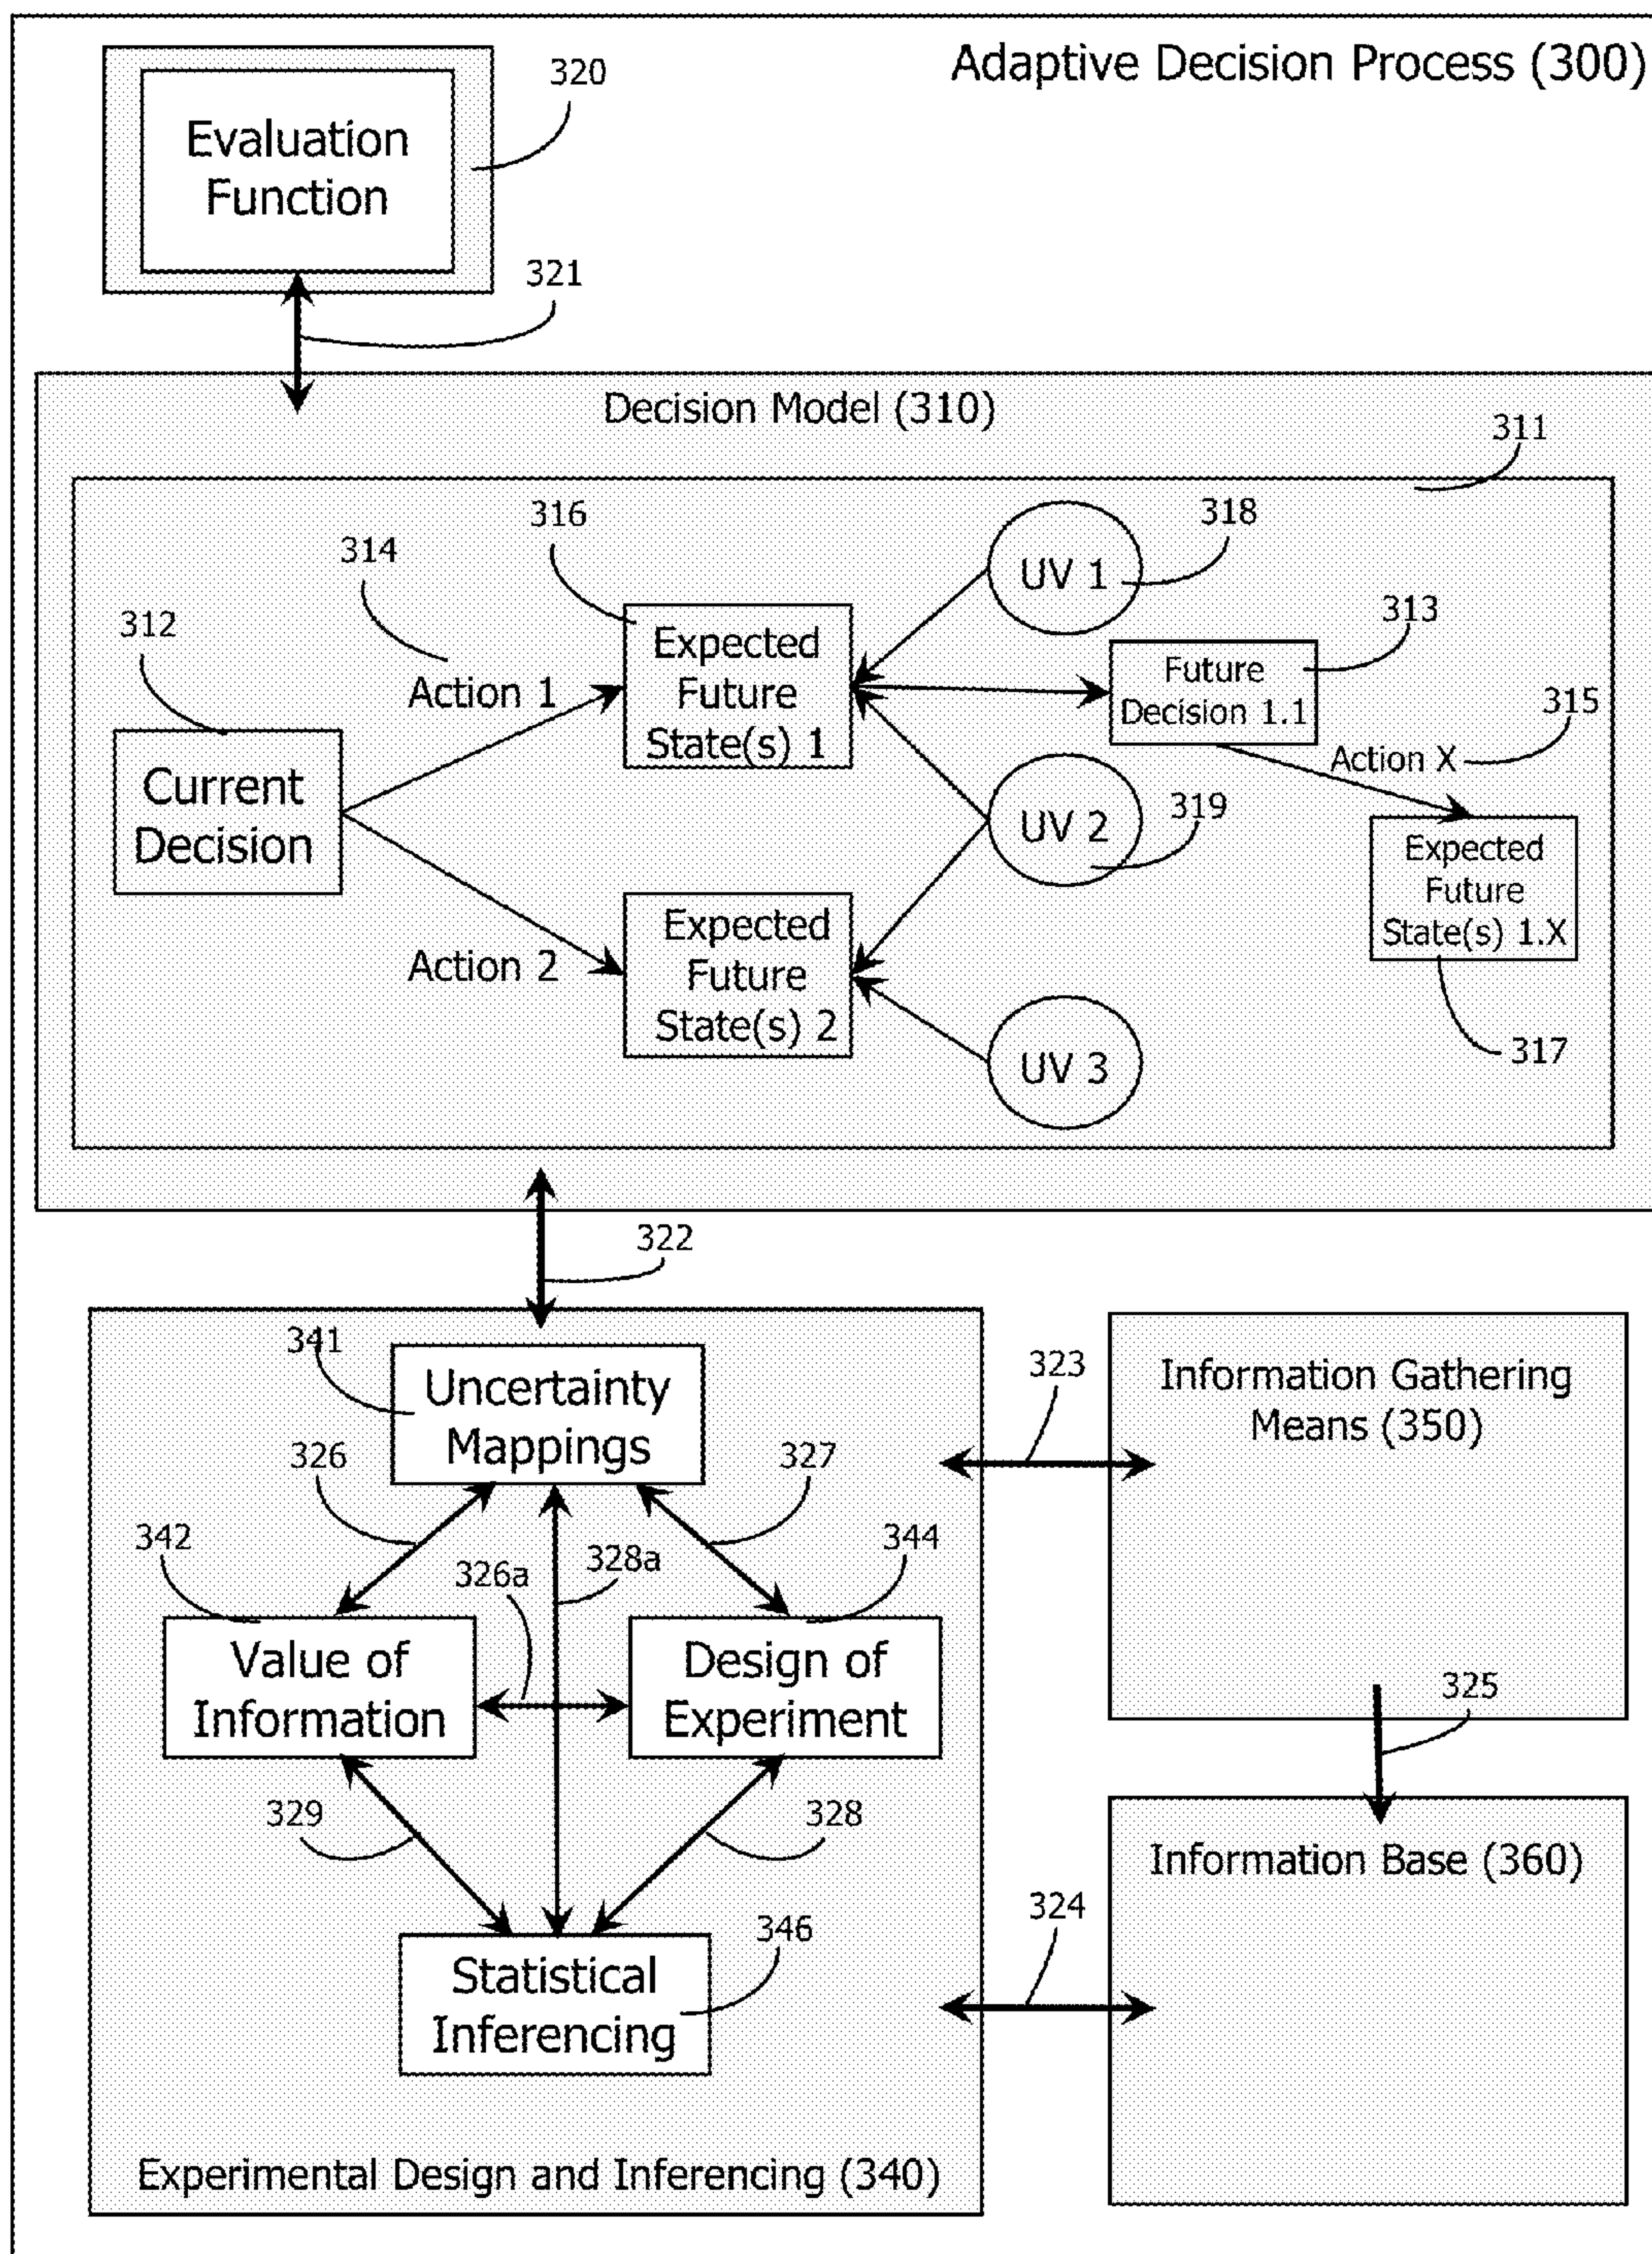 Adaptive Decision Process (300)
320
Evaluation
Function
321
Decision Model (310)
311
316
318
314
UV 1
312
313
Expected
Future
State(s) 1
Action 1
Future
Decision 1.1
315
Action X
Current
Decision
319
UV 2
Expected
Future
State(s) 1.X
Expected
Future
State(s) 2
Action 2
317
UV 3
322
341
Uncertainty
Mappings
323
Information Gathering
Means (350)
326
327
342
326a
328a
344
Value of
Information
Design of
Experiment
325
329
328
Information Base (360)
324
346
Statistical
Inferencing
Experimental Design and Inferencing (340)